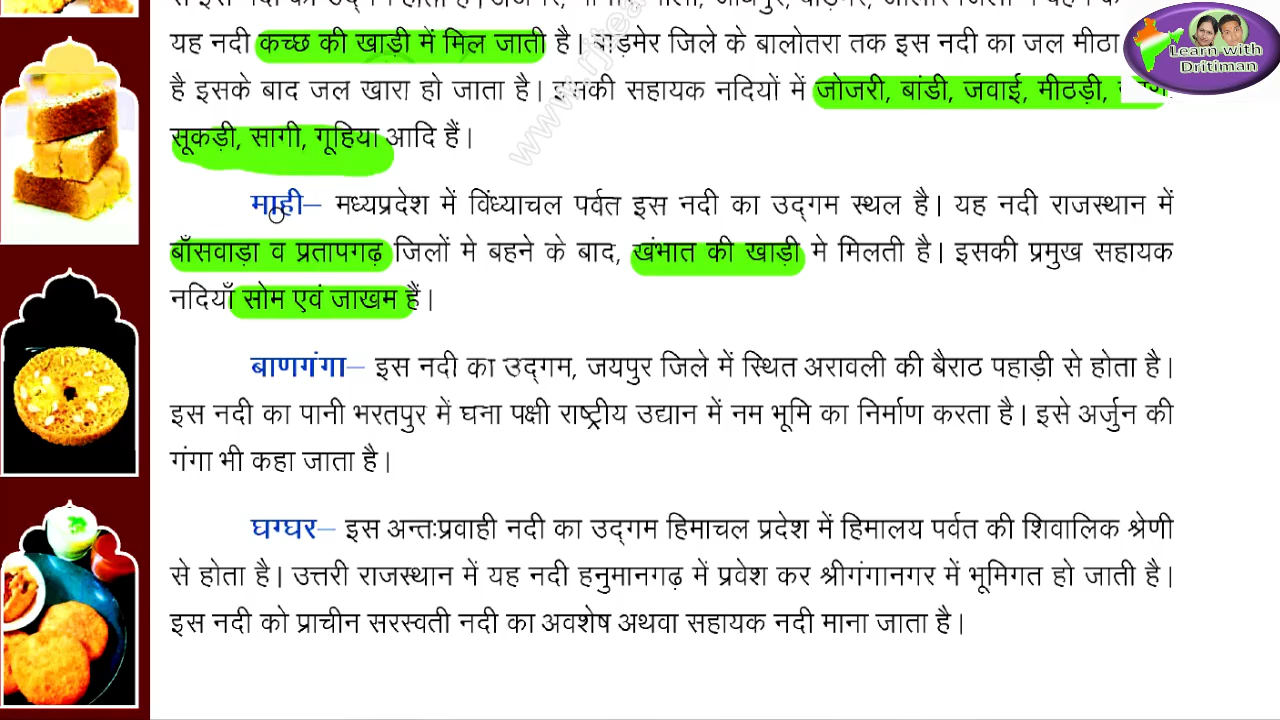 यह नदी कच्छ की खाड़ी में मिल जाती है। बाड़मेर जिले के बालोतरा तक इस नदी का जल मीठा
है इसके बाद जल खारा हो जाता है। इसकी सहायक नदियों में जोजरी, बांडी, जवाई, मीठड़ी,
सूकड़ी, सागी, गूहिया आदि हैं।
माही– मध्यप्रदेश में विंध्याचल पर्वत इस नदी का उद्गम स्थल है। यह नदी राजस्थान में
बाँसवाड़ा व प्रतापगढ़ जिलों मे बहने के बाद, खंभात की खाड़ी मे मिलती है। इसकी प्रमुख सहायक
नदियाँ सोम एवं जाखम हैं।
बाणगंगा– इस नदी का उद्गम, जयपुर जिले में स्थित अरावली की बैराठ पहाड़ी से होता है।
इस नदी का पानी भरतपुर में घना पक्षी राष्ट्रीय उद्यान में नम भूमि का निर्माण करता है। इसे अर्जुन की
गंगा भी कहा जाता है।
घग्घर– इस अन्तःप्रवाही नदी का उद्गम हिमाचल प्रदेश में हिमालय पर्वत की शिवालिक श्रेणी
से होता है। उत्तरी राजस्थान में यह नदी हनुमानगढ़ में प्रवेश कर श्रीगंगानगर में भूमिगत हो जाती है।
इस नदी को प्राचीन सरस्वती नदी का अवशेष अथवा सहायक नदी माना जाता है।
Learn with
Dritiman